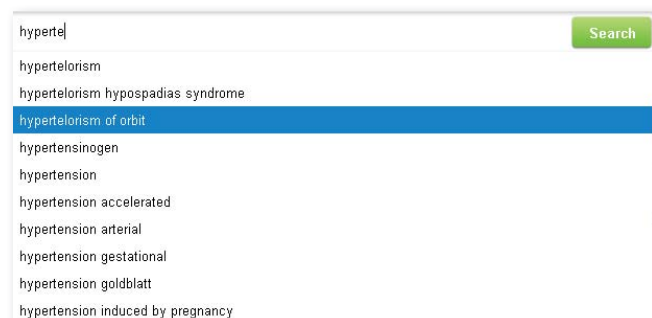 hyperte Search
hypertelorism
hypertelorism hypospadias syndrome
hypertelorism of orbit
hypertensinogen
hypertension
hypertension accelerated
hypertension arterial
hypertension gestational
hypertension goldblatt
hypertension induced by pregnancy